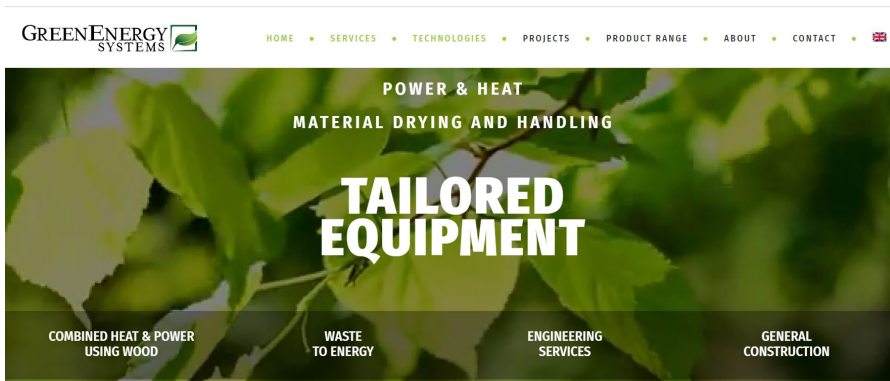 GREENENERGY
SYSTEMS
HOME • SERVICES • TECHNOLOGIES • PROJECTS • PRODUCT RANGE • ABOUT • CONTACT •
POWER & HEAT
MATERIAL DRYING AND HANDLING
TAILORED
EQUIPMENT
COMBINED HEAT & POWER
USING WOOD
WASTE
TO ENERGY
ENGINEERING
SERVICES
GENERAL
CONSTRUCTION